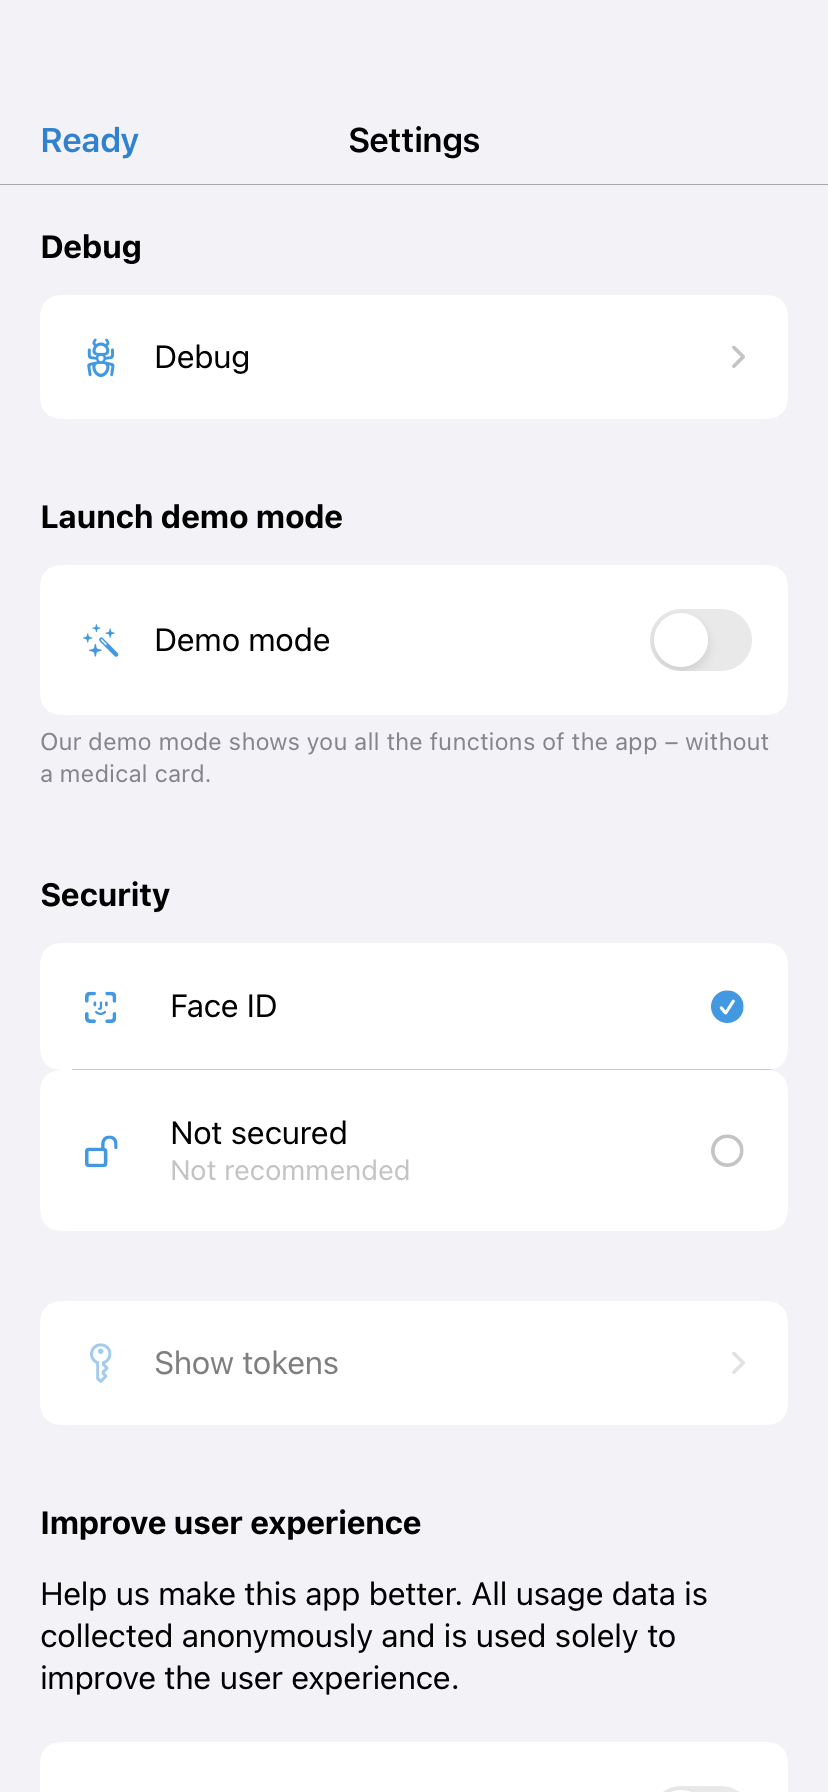 Ready
Settings
Debug
Debug
Launch demo mode
Demo mode
Our demo mode shows you all the functions of the app – without
a medical card.
Security
Face ID
Not secured
Not recommended
Show tokens
Improve user experience
Help us make this app better. All usage data is
collected anonymously and is used solely to
improve the user experience.